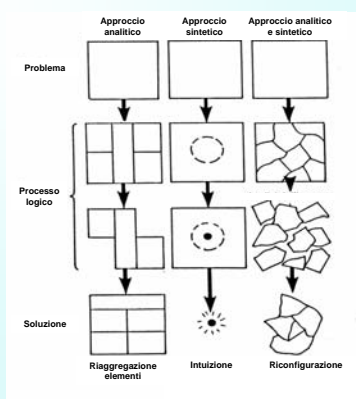 Approccio
analitico
Approccio
sintetico
Approccio analitico
e sintetico
Problema
Processo
logico
Soluzione
Riaggregazione
elementi
Intuizione
Riconfigurazione